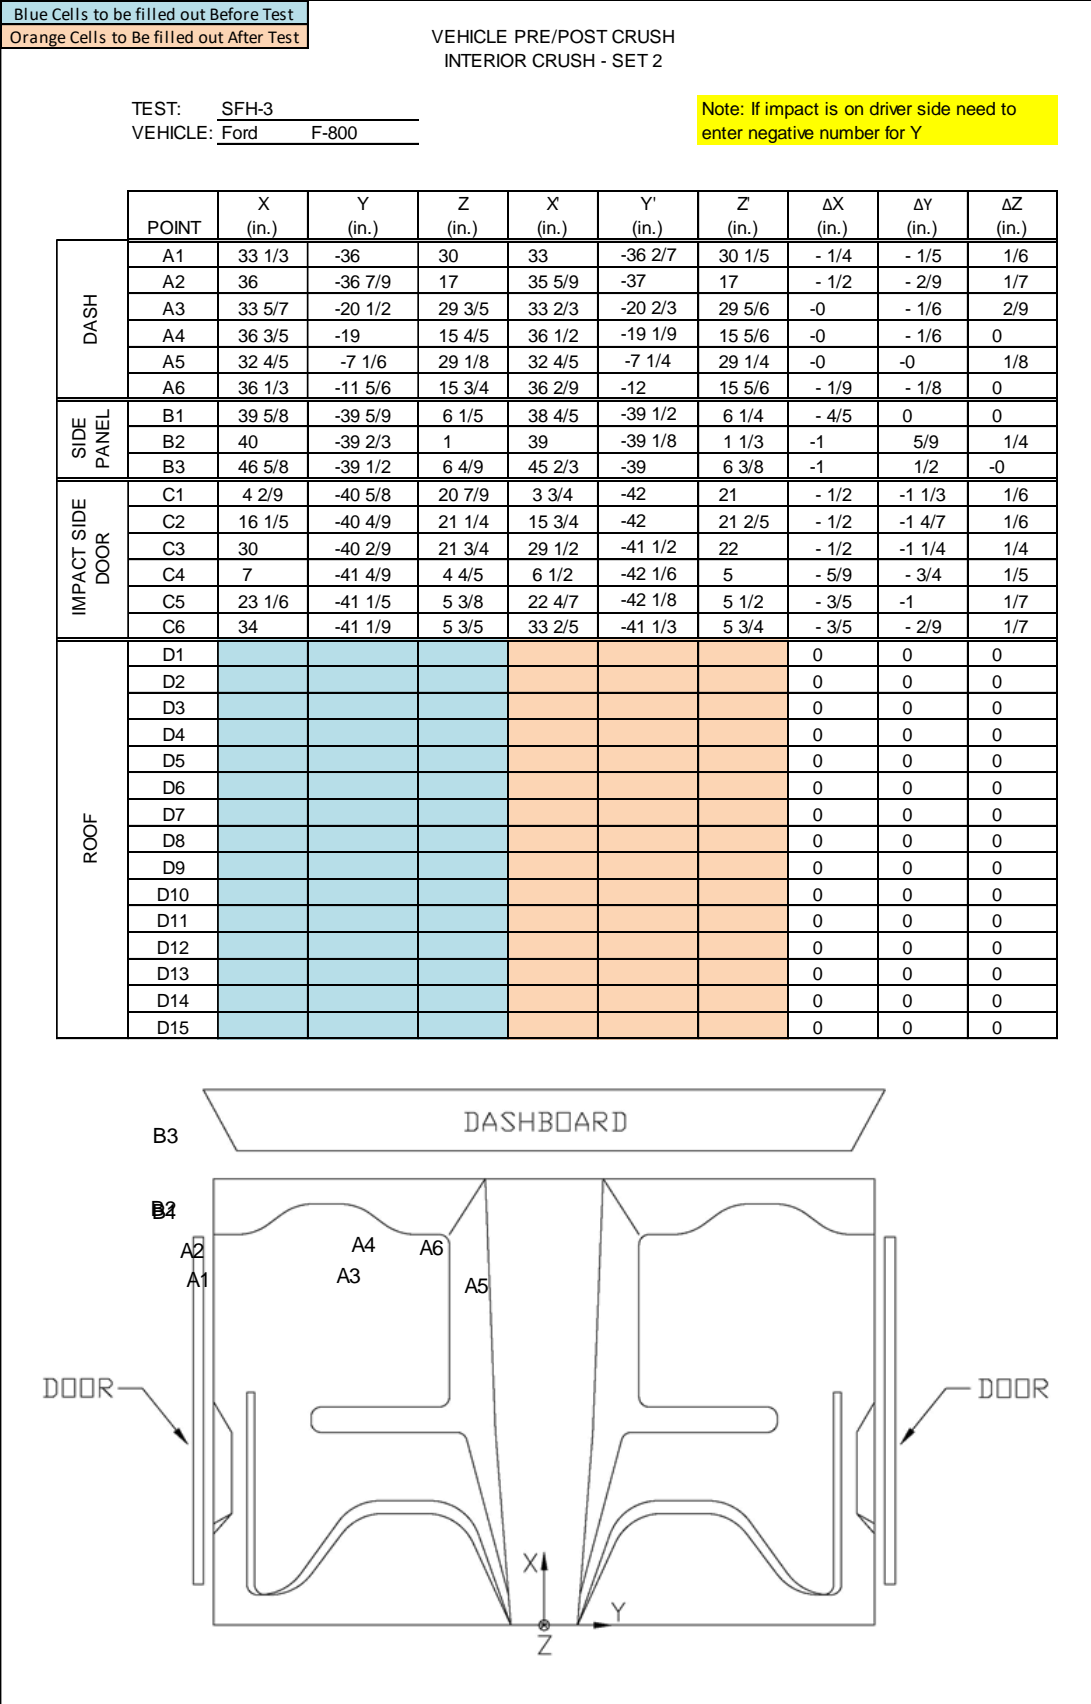 Blue Cells to be filled out Before Test
Orange Cells to Be filled out After Test
VEHICLE PRE/POST CRUSH
INTERIOR CRUSH - SET 2
TEST: SFH-3
VEHICLE: Ford F-800
Note: If impact is on driver side need to
enter negative number for Y
X Y Z X' Y' Z' ΔX ΔY ΔZ
POINT (in.) (in.) (in.) (in.) (in.) (in.) (in.) (in.) (in.)
DASH
A1 33 1/3 -36 30 33 -36 2/7 30 1/5 - 1/4 - 1/5 1/6
A2 36 -36 7/9 17 35 5/9 -37 17 - 1/2 - 2/9 1/7
A3 33 5/7 -20 1/2 29 3/5 33 2/3 -20 2/3 29 5/6 -0 - 1/6 2/9
A4 36 3/5 -19 15 4/5 36 1/2 -19 1/9 15 5/6 -0 - 1/6 0
A5 32 4/5 -7 1/6 29 1/8 32 4/5 -7 1/4 29 1/4 -0 -0 1/8
A6 36 1/3 -11 5/6 15 3/4 36 2/9 -12 15 5/6 - 1/9 - 1/8 0
SIDE
PANEL
B1 39 5/8 -39 5/9 6 1/5 38 4/5 -39 1/2 6 1/4 - 4/5 0 0
B2 40 -39 2/3 1 39 -39 1/8 1 1/3 -1 5/9 1/4
B3 46 5/8 -39 1/2 6 4/9 45 2/3 -39 6 3/8 -1 1/2 -0
IMPACT SIDE
DOOR
C1 4 2/9 -40 5/8 20 7/9 3 3/4 -42 21 - 1/2 -1 1/3 1/6
C2 16 1/5 -40 4/9 21 1/4 15 3/4 -42 21 2/5 - 1/2 -1 4/7 1/6
C3 30 -40 2/9 21 3/4 29 1/2 -41 1/2 22 - 1/2 -1 1/4 1/4
C4 7 -41 4/9 4 4/5 6 1/2 -42 1/6 5 - 5/9 - 3/4 1/5
C5 23 1/6 -41 1/5 5 3/8 22 4/7 -42 1/8 5 1/2 - 3/5 -1 1/7
C6 34 -41 1/9 5 3/5 33 2/5 -41 1/3 5 3/4 - 3/5 - 2/9 1/7
ROOF
D1 0 0 0
D2 0 0 0
D3 0 0 0
D4 0 0 0
D5 0 0 0
D6 0 0 0
D7 0 0 0
D8 0 0 0
D9 0 0 0
D10 0 0 0
D11 0 0 0
D12 0 0 0
D13 0 0 0
D14 0 0 0
D15 0 0 0
DASHBOARD
B3
B2
B1
A2
A4
A6
A1
A3
A5
DOOR
DOOR
X
Y
Z